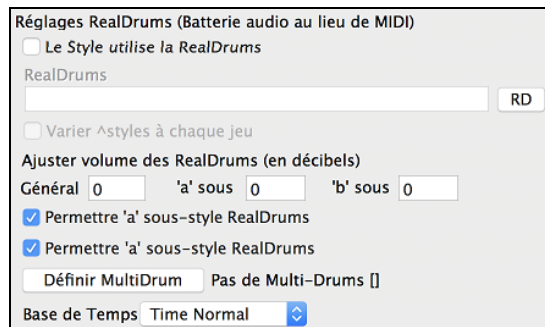 Réglages RealDrums (Batterie audio au lieu de MIDI)
Le Style utilise la RealDrums
RealDrums
RD
Varier ^styles à chaque jeu
Ajuster volume des RealDrums (en décibels)
Général 0 'a' sous 0 'b' sous 0
Permettre 'a' sous-style RealDrums
Permettre 'a' sous-style RealDrums
Définir MultiDrum Pas de Multi-Drums []
Base de Temps Time Normal